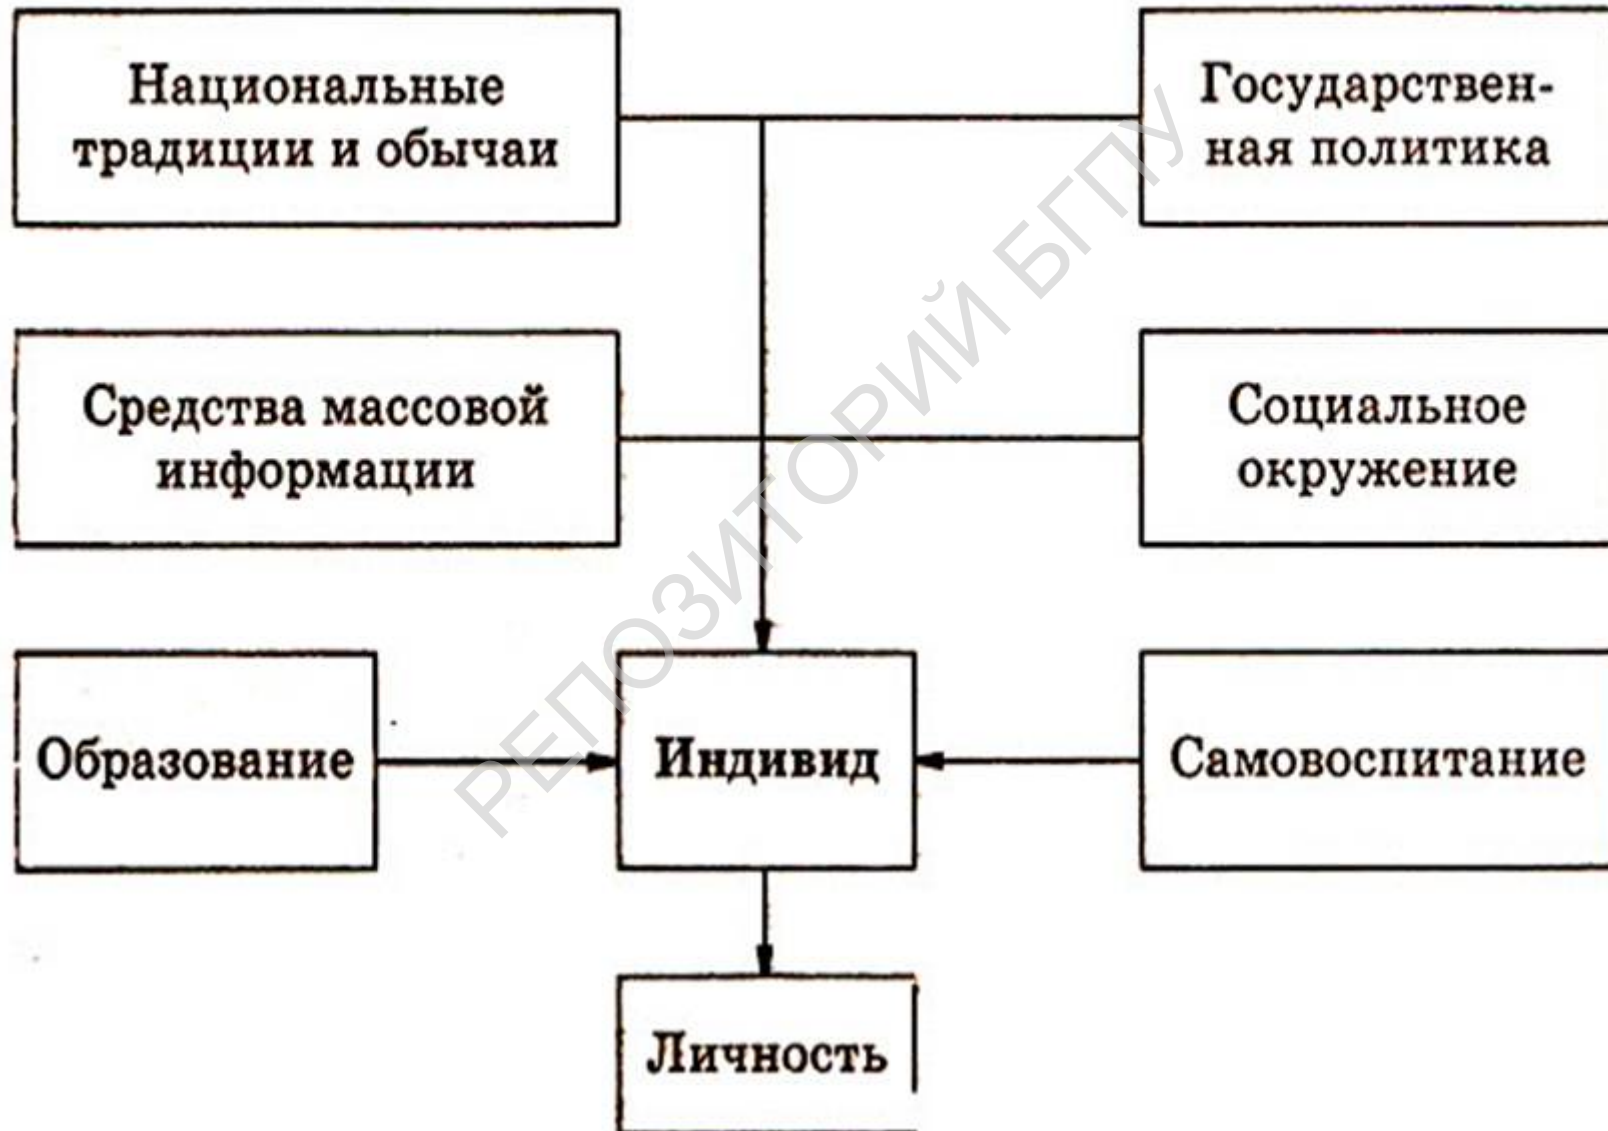 Национальные
традиции и обычаи
Государствен-
ная политика
Средства массовой
информации
Социальное
окружение
Образование
Индивид
Самовоспитание
Личность
РЕПОЗИТОРИЙ БГПУ